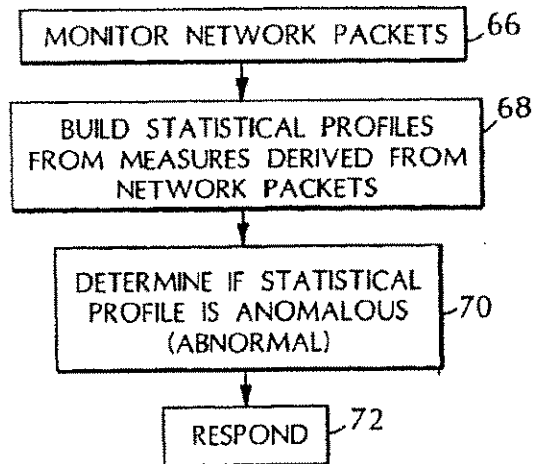 MONITOR NETWORK PACKETS
66
BUILD STATISTICAL PROFILES
FROM MEASURES DERIVED FROM
NETWORK PACKETS
68
DETERMINE IF STATISTICAL
PROFILE IS ANOMALOUS
(ABNORMAL)
70
RESPOND
72